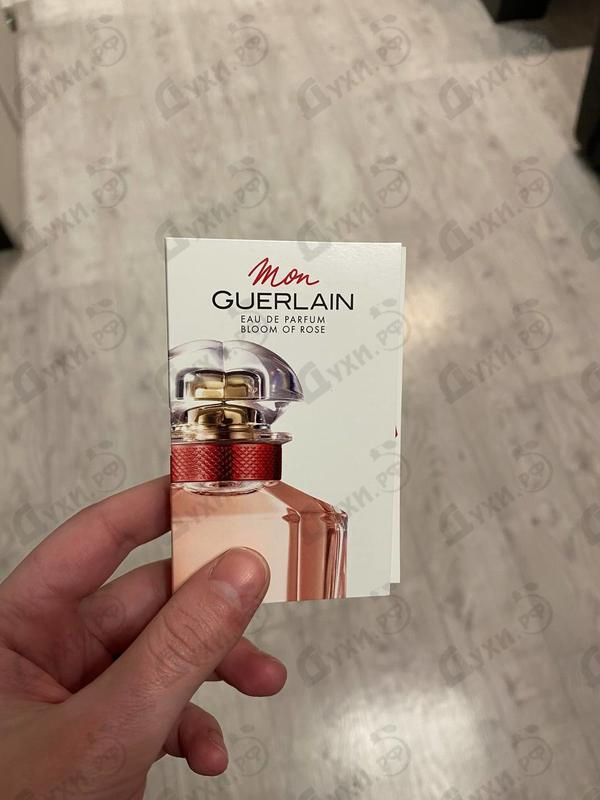 Mon
GUERLAIN
EAU DE PARFUM
BLOOM OF ROSE
Духи.РФ